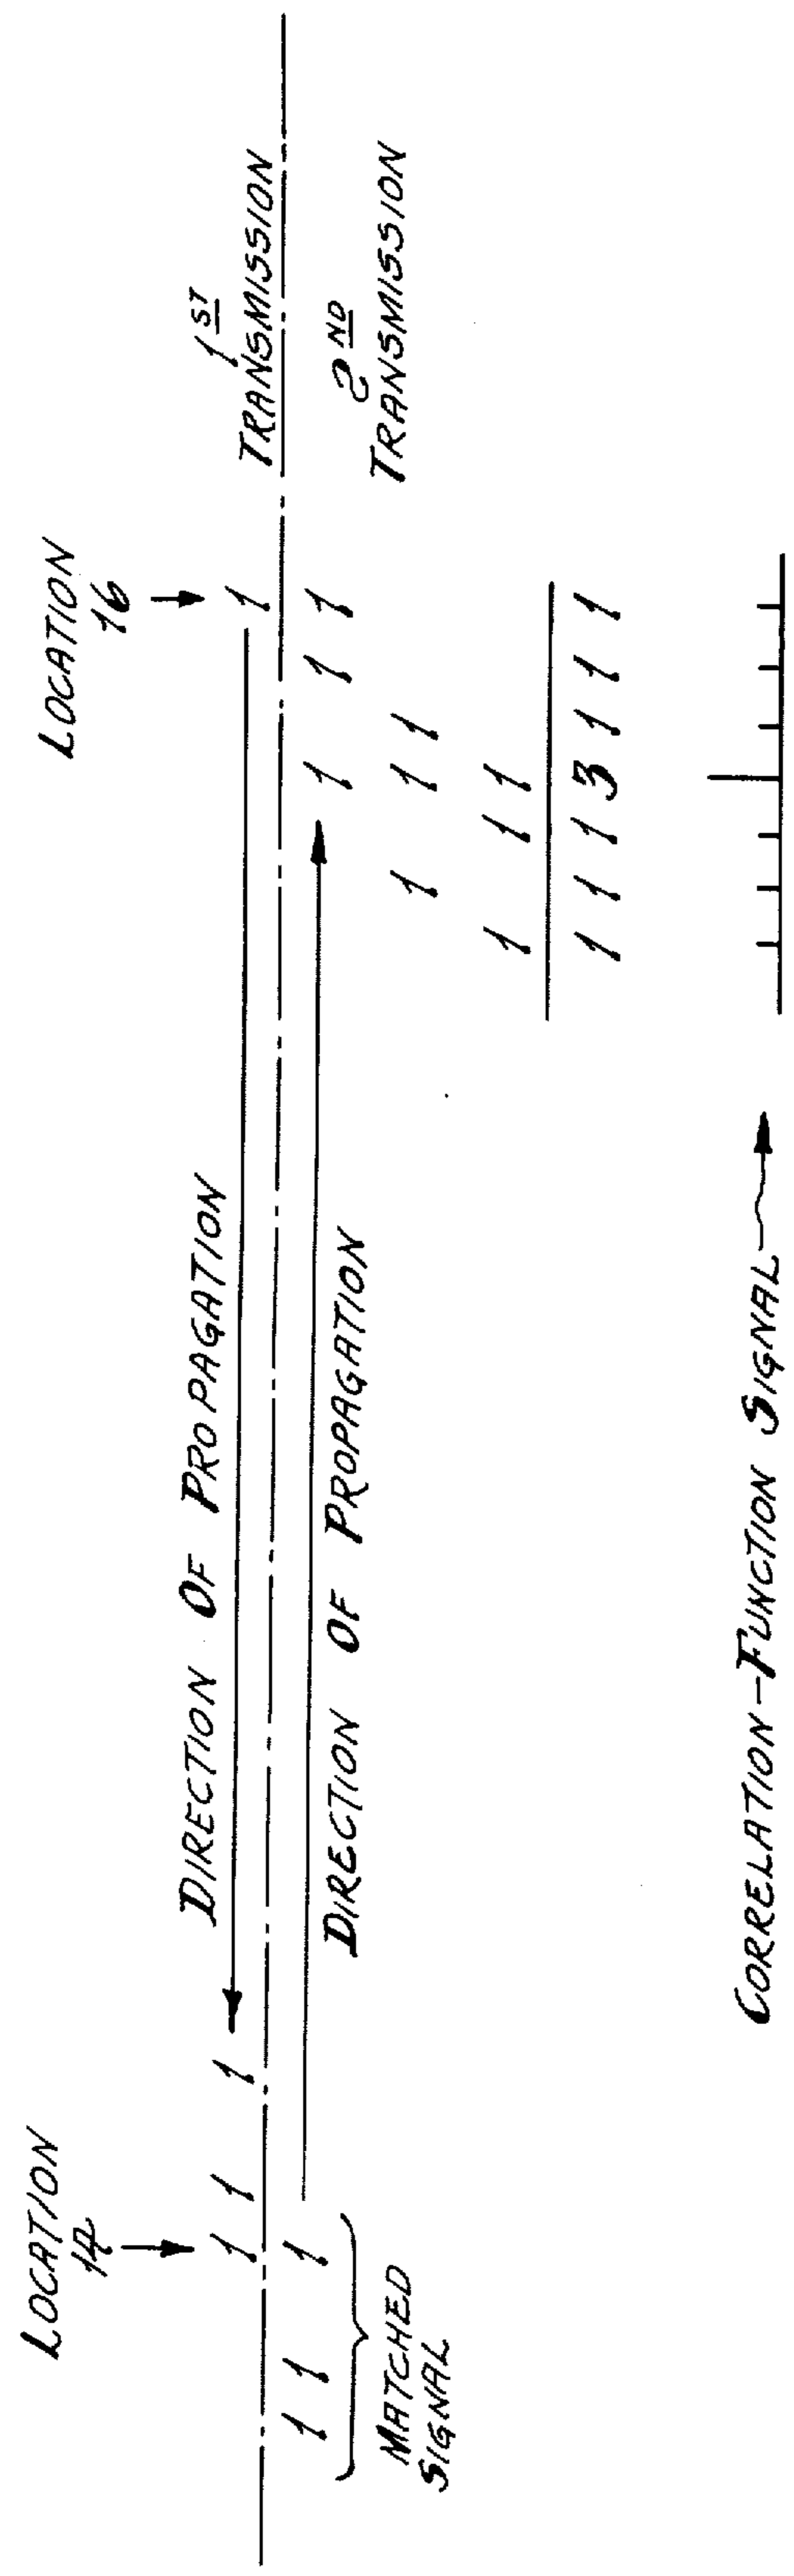 LOCATION
14
LOCATION
16
1 1 1
1
1ST
TRANSMISSION
DIRECTION OF PROPAGATION
1 1 1
1 1 1
2ND
TRANSMISSION
DIRECTION OF PROPAGATION
MATCHED
SIGNAL
1 1 1
1 1 1
1 1 1 3 1 1 1
CORRELATION-FUNCTION SIGNAL